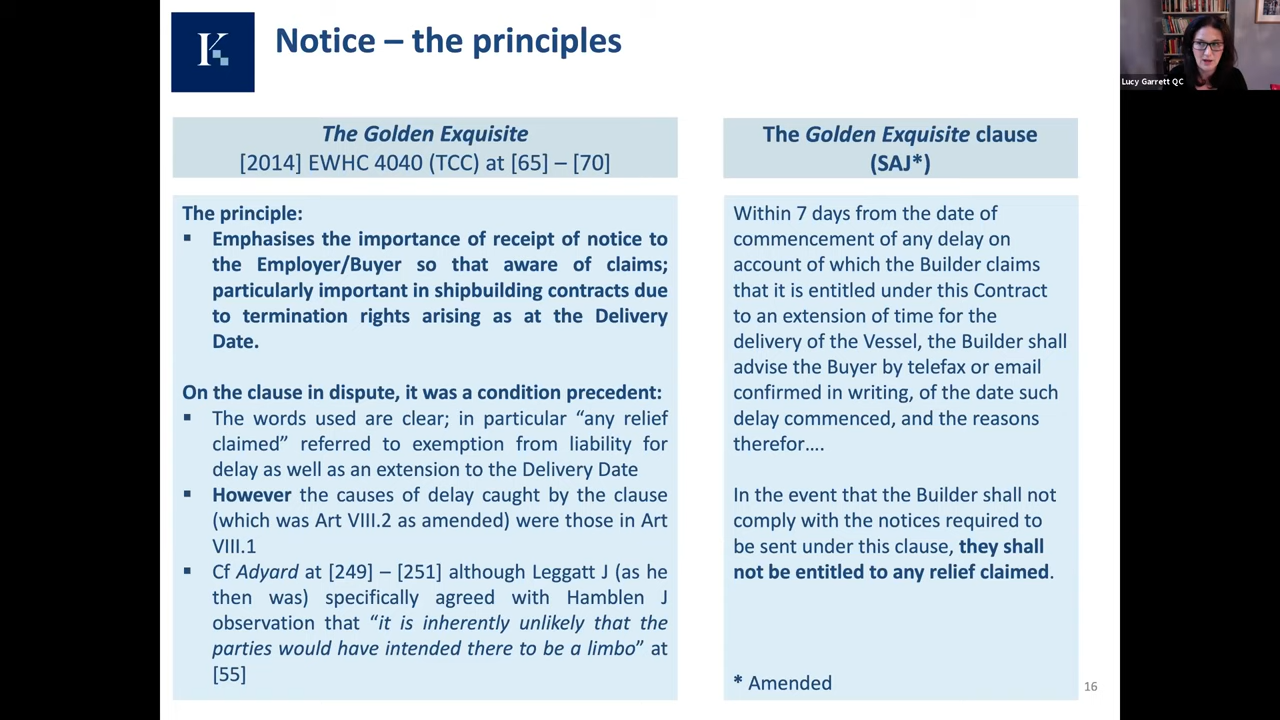 K
Notice – the principles
Lucy Garrett QC
The Golden Exquisite
[2014] EWHC 4040 (TCC) at [65] – [70]
The Golden Exquisite clause
(SAJ*)
The principle:
▪ Emphasises the importance of receipt of notice to
the Employer/Buyer so that aware of claims;
particularly important in shipbuilding contracts due
to termination rights arising as at the Delivery
Date.
On the clause in dispute, it was a condition precedent:
▪ The words used are clear; in particular “any relief
claimed” referred to exemption from liability for
delay as well as an extension to the Delivery Date
▪ However the causes of delay caught by the clause
(which was Art VIII.2 as amended) were those in Art
VIII.1
▪ Cf Adyard at [249] – [251] although Leggatt J (as he
then was) specifically agreed with Hamblen J
observation that “it is inherently unlikely that the
parties would have intended there to be a limbo” at
[55]
Within 7 days from the date of
commencement of any delay on
account of which the Builder claims
that it is entitled under this Contract
to an extension of time for the
delivery of the Vessel, the Builder shall
advise the Buyer by telefax or email
confirmed in writing, of the date such
delay commenced, and the reasons
therefor….
In the event that the Builder shall not
comply with the notices required to
be sent under this clause, they shall
not be entitled to any relief claimed.
* Amended
16